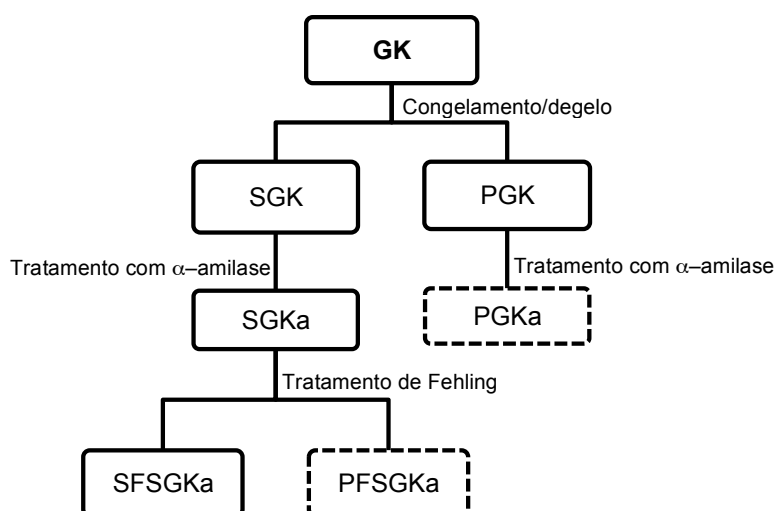 GK
Congelamento/degelo
SGK
PGK
Tratamento com α–amilase
Tratamento com α–amilase
SGKa
PGKa
Tratamento de Fehling
SFSGKa
PFSGKa